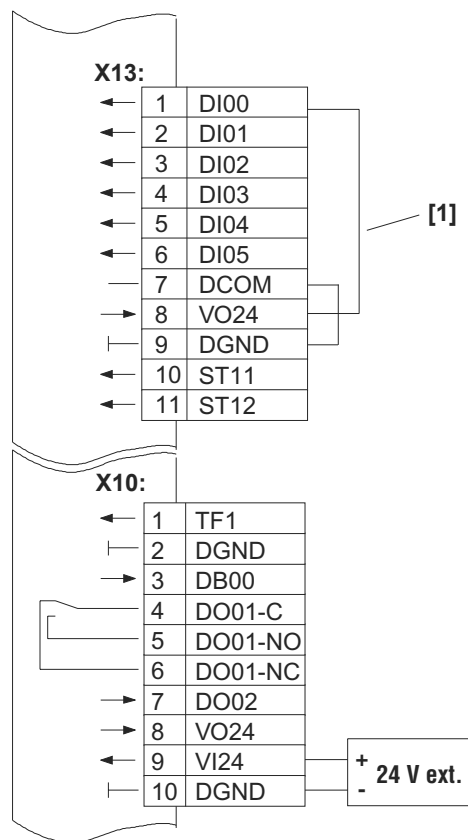 X13:
1 DI00
2 DI01
3 DI02
4 DI03
5 DI04
6 DI05
7 DCOM
8 VO24
9 DGND
10 ST11
11 ST12
[1]
X10:
1 TF1
2 DGND
3 DB00
4 DO01-C
5 DO01-NO
6 DO01-NC
7 DO02
8 VO24
9 VI24
10 DGND
+
24 V ext.
-